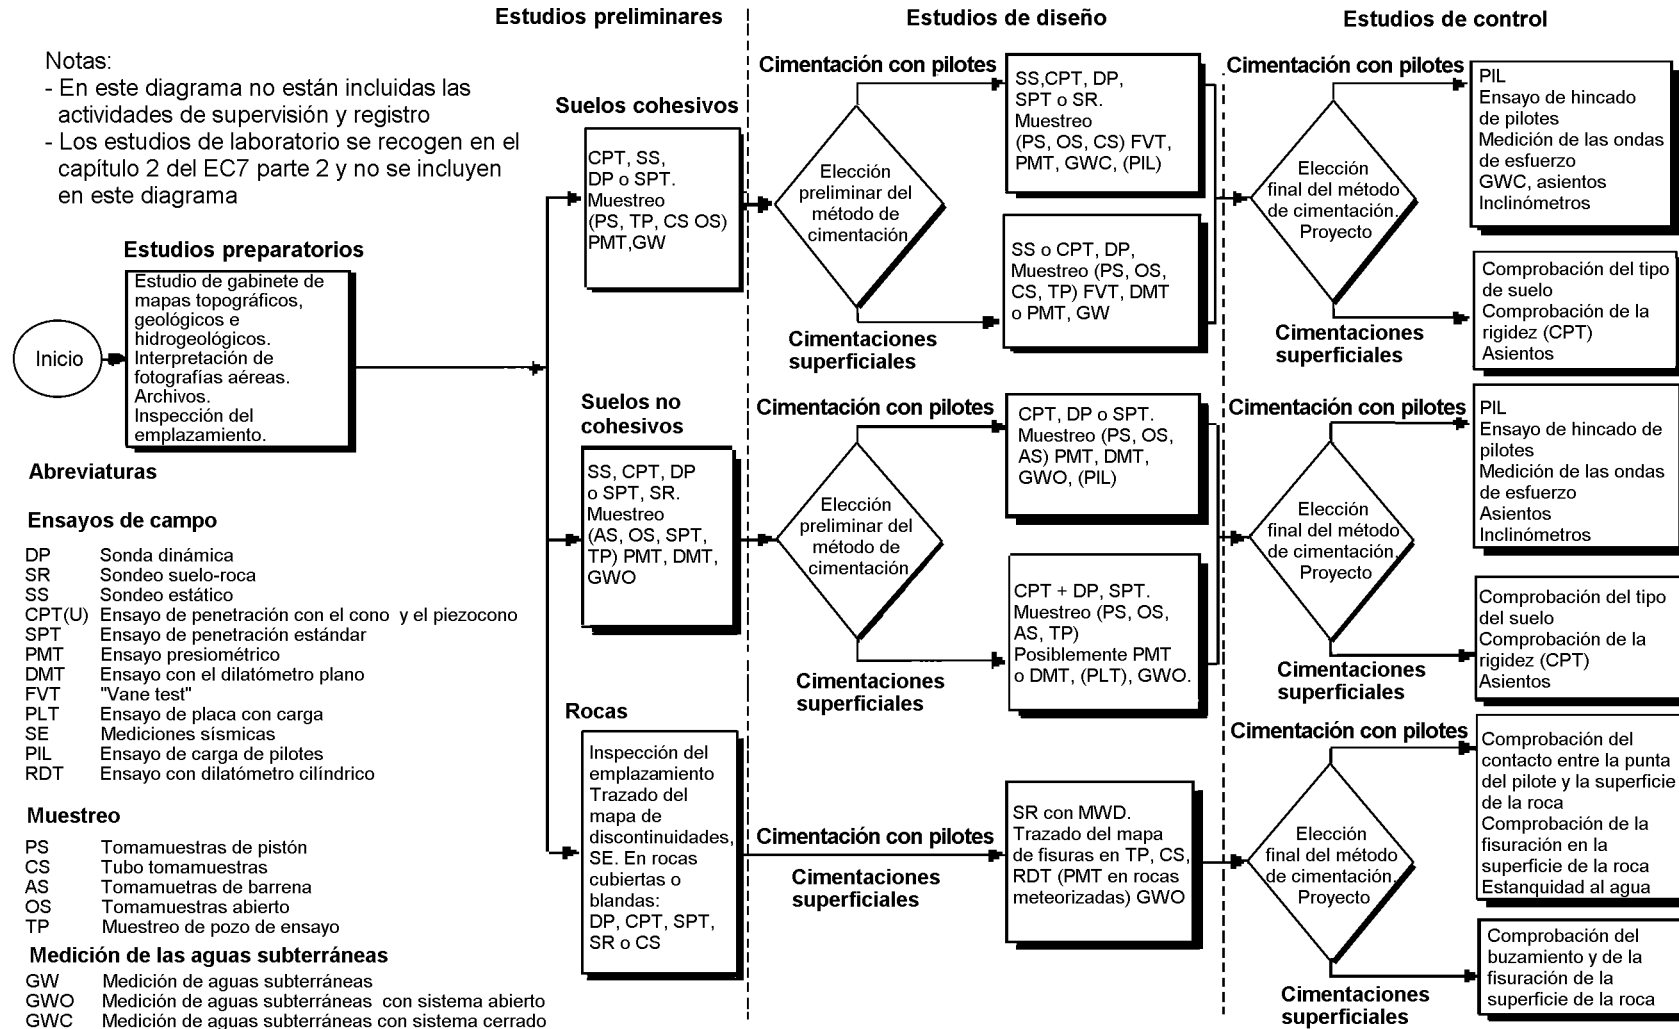 Estudios preliminares
Estudios de diseño
Estudios de control
Notas:
- En este diagrama no están incluidas las
actividades de supervisión y registro
- Los estudios de laboratorio se recogen en el
capítulo 2 del EC7 parte 2 y no se incluyen
en este diagrama
Estudios preparatorios
Inicio
Estudio de gabinete de
mapas topográficos,
geológicos e
hidrogeológicos.
Interpretación de
fotografías aéreas.
Archivos.
Inspección del
emplazamiento.
Abreviaturas
Ensayos de campo
DP Sonda dinámica
SR Sondeo suelo-roca
SS Sondeo estático
CPT(U) Ensayo de penetración con el cono y el piezocono
SPT Ensayo de penetración estándar
PMT Ensayo presiométrico
DMT Ensayo con el dilatómetro plano
FVT "Vane test"
PLT Ensayo de placa con carga
SE Mediciones sísmicas
PIL Ensayo de carga de pilotes
RDT Ensayo con dilatómetro cilíndrico
Muestreo
PS Tomamuestras de pistón
CS Tubo tomamuestras
AS Tomamuetras de barrena
OS Tomamuestras abierto
TP Muestreo de pozo de ensayo
Medición de las aguas subterráneas
GW Medición de aguas subterráneas
GWO Medición de aguas subterráneas con sistema abierto
GWC Medición de aguas subterráneas con sistema cerrado
Suelos cohesivos
CPT, SS,
DP o SPT.
Muestreo
(PS, TP, CS OS)
PMT,GW
Cimentación con pilotes
Elección
preliminar del
método de
cimentación
Cimentaciones
superficiales
SS,CPT, DP,
SPT o SR.
Muestreo
(PS, OS, CS) FVT,
PMT, GWC, (PIL)
SS o CPT, DP,
Muestreo (PS, OS,
CS, TP) FVT, DMT
o PMT, GW
Cimentación con pilotes
Elección
final del método
de cimentación.
Proyecto
Cimentaciones
superficiales
PIL
Ensayo de hincado
de pilotes
Medición de las ondas
de esfuerzo
GWC, asientos
Inclinómetros
Comprobación del tipo
de suelo
Comprobación de la
rigidez (CPT)
Asientos
Suelos no
cohesivos
SS, CPT, DP
o SPT, SR.
Muestreo
(AS, OS, SPT,
TP) PMT, DMT,
GWO
Cimentación con pilotes
Elección
preliminar del
método de
cimentación
Cimentaciones
superficiales
CPT, DP o SPT.
Muestreo (PS, OS,
AS) PMT, DMT,
GWO, (PIL)
CPT + DP, SPT.
Muestreo (PS, OS,
AS, TP)
Posiblemente PMT
o DMT, (PLT), GWO.
Cimentación con pilotes
Elección
final del método
de cimentación.
Proyecto
Cimentaciones
superficiales
PIL
Ensayo de hincado de
pilotes
Medición de las ondas
de esfuerzo
Asientos
Inclinómetros
Comprobación del tipo
del suelo
Comprobación de la
rigidez (CPT)
Asientos
Rocas
Inspección del
emplazamiento
Trazado del
mapa de
discontinuidades,
SE. En rocas
cubiertas o
blandas:
DP, CPT, SPT,
SR o CS
Cimentación con pilotes
Cimentaciones
superficiales
SR con MWD.
Trazado del mapa
de fisuras en TP, CS,
RDT (PMT en rocas
meteorizadas) GWO
Cimentación con pilotes
Elección
final del método
de cimentación.
Proyecto
Cimentaciones
superficiales
Comprobación del
contacto entre la punta
del pilote y la superficie
de la roca
Comprobación de la
fisuración en la
superficie de la roca
Estanquidad al agua
Comprobación del
buzamiento y de la
fisuración de la
superficie de la roca